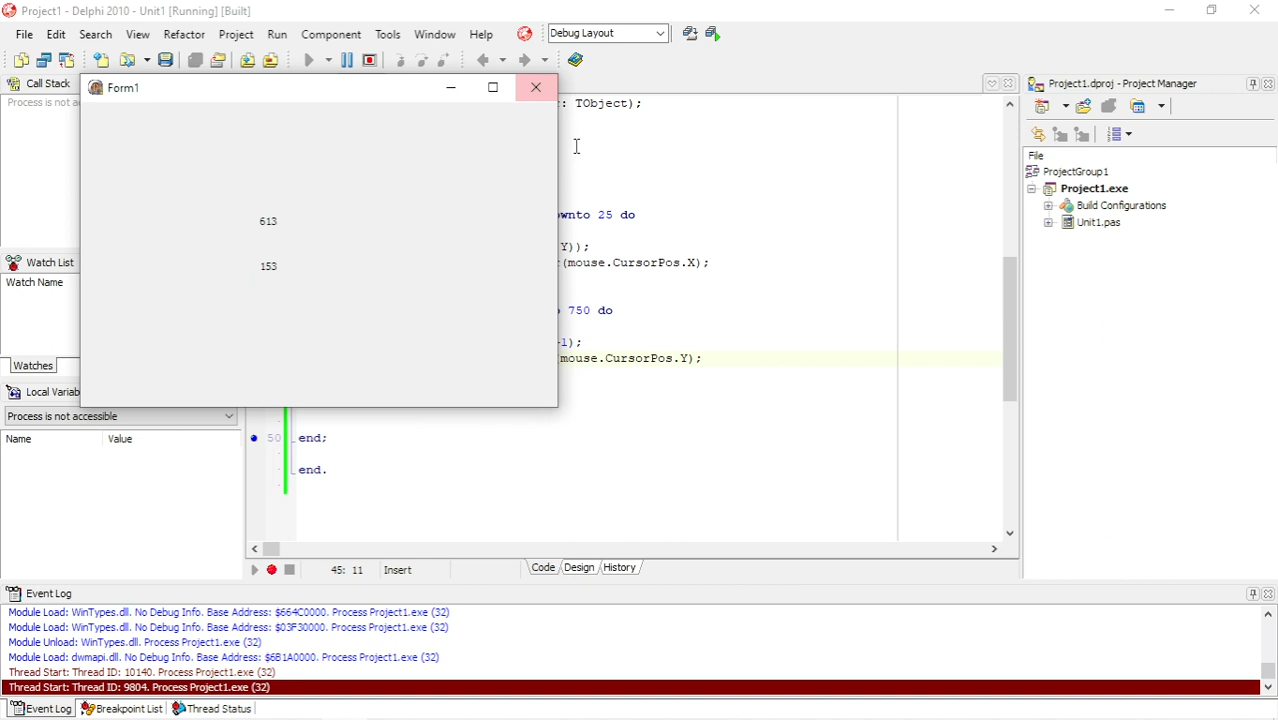 Project1 - Delphi 2010 - Unit1 [Running] [Built]
File Edit Search View Refactor Project Run Component Tools Window Help Debug Layout
Call Stack
Process is not a
Form1
613
153
: TObject);
wnto 25 do
Y));
(mouse.CursorPos.X);
750 do
1);
(mouse.CursorPos.Y);
50 end;
end.
Watch List
Watch Name
Watches
Local Variab
Process is not accessible
Name Value
45: 11 Insert Code Design History
Project1.dproj - Project Manager
File
ProjectGroup1
Project1.exe
Build Configurations
Unit1.pas
Event Log
Module Load: WinTypes.dll. No Debug Info. Base Address: $664C0000. Process Project1.exe (32)
Module Load: WinTypes.dll. No Debug Info. Base Address: $03F30000. Process Project1.exe (32)
Module Unload: WinTypes.dll. Process Project1.exe (32)
Module Load: dwmapi.dll. No Debug Info. Base Address: $6B1A0000. Process Project1.exe (32)
Thread Start: Thread ID: 10140. Process Project1.exe (32)
Thread Start: Thread ID: 9804. Process Project1.exe (32)
Event Log Breakpoint List Thread Status